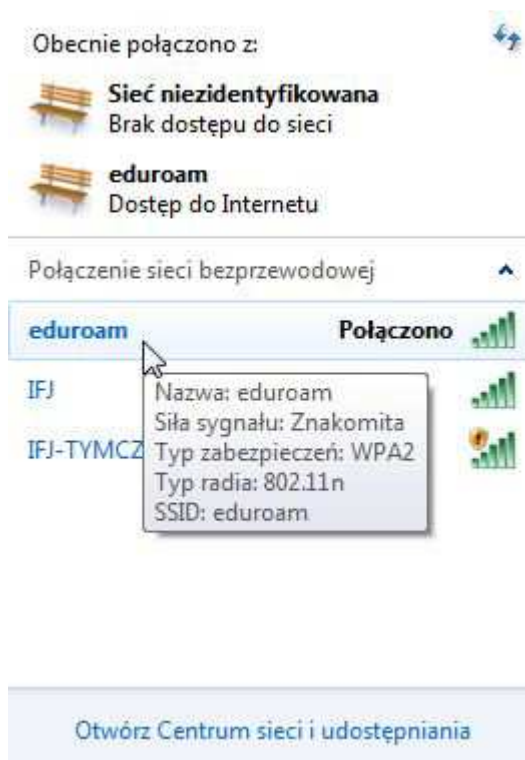 Obecnie połączono z:
Sieć niezidentyfikowana
Brak dostępu do sieci
eduroam
Dostęp do Internetu
Połączenie sieci bezprzewodowej
eduroam Połączono
IFJ
IFJ-TYMCZ
Nazwa: eduroam
Siła sygnału: Znakomita
Typ zabezpieczeń: WPA2
Typ radia: 802.11n
SSID: eduroam
Otwórz Centrum sieci i udostępniania